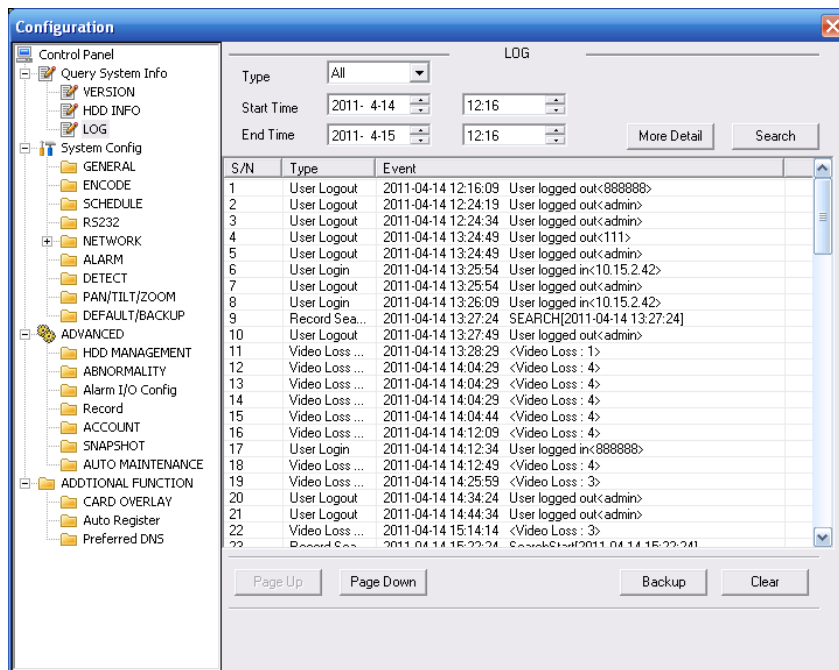 Configuration
Control Panel
Query System Info
VERSION
HDD INFO
LOG
System Config
GENERAL
ENCODE
SCHEDULE
RS232
NETWORK
ALARM
DETECT
PAN/TILT/ZOOM
DEFAULT/BACKUP
ADVANCED
HDD MANAGEMENT
ABNORMALITY
Alarm I/O Config
Record
ACCOUNT
SNAPSHOT
AUTO MAINTENANCE
ADDTIONAL FUNCTION
CARD OVERLAY
Auto Register
Preferred DNS
LOG
Type All
Start Time 2011- 4-14 12:16
End Time 2011- 4-15 12:16 More Detail Search
S/N Type Event
1 User Logout 2011-04-14 12:16:09 User logged out<888888>
2 User Logout 2011-04-14 12:24:19 User logged out<admin>
3 User Logout 2011-04-14 12:24:34 User logged out<admin>
4 User Logout 2011-04-14 13:24:49 User logged out<111>
5 User Logout 2011-04-14 13:24:49 User logged out<admin>
6 User Login 2011-04-14 13:25:54 User logged in<10.15.2.42>
7 User Logout 2011-04-14 13:25:54 User logged out<admin>
8 User Login 2011-04-14 13:26:09 User logged in<10.15.2.42>
9 Record Sea... 2011-04-14 13:27:24 SEARCH[2011-04-14 13:27:24]
10 User Logout 2011-04-14 13:27:49 User logged out<admin>
11 Video Loss ... 2011-04-14 13:28:29 <Video Loss : 1>
12 Video Loss ... 2011-04-14 14:04:29 <Video Loss : 4>
13 Video Loss ... 2011-04-14 14:04:29 <Video Loss : 4>
14 Video Loss ... 2011-04-14 14:04:29 <Video Loss : 4>
15 Video Loss ... 2011-04-14 14:04:44 <Video Loss : 4>
16 Video Loss ... 2011-04-14 14:12:09 <Video Loss : 4>
17 User Login 2011-04-14 14:12:34 User logged in<888888>
18 Video Loss ... 2011-04-14 14:12:49 <Video Loss : 4>
19 Video Loss ... 2011-04-14 14:25:59 <Video Loss : 3>
20 User Logout 2011-04-14 14:34:24 User logged out<admin>
21 User Logout 2011-04-14 14:44:34 User logged out<admin>
22 Video Loss ... 2011-04-14 15:14:14 <Video Loss : 3>
23 Record Sea... 2011-04-14 15:22:24 SearchStart[2011-04-14 15:22:24]
Page Up Page Down Backup Clear